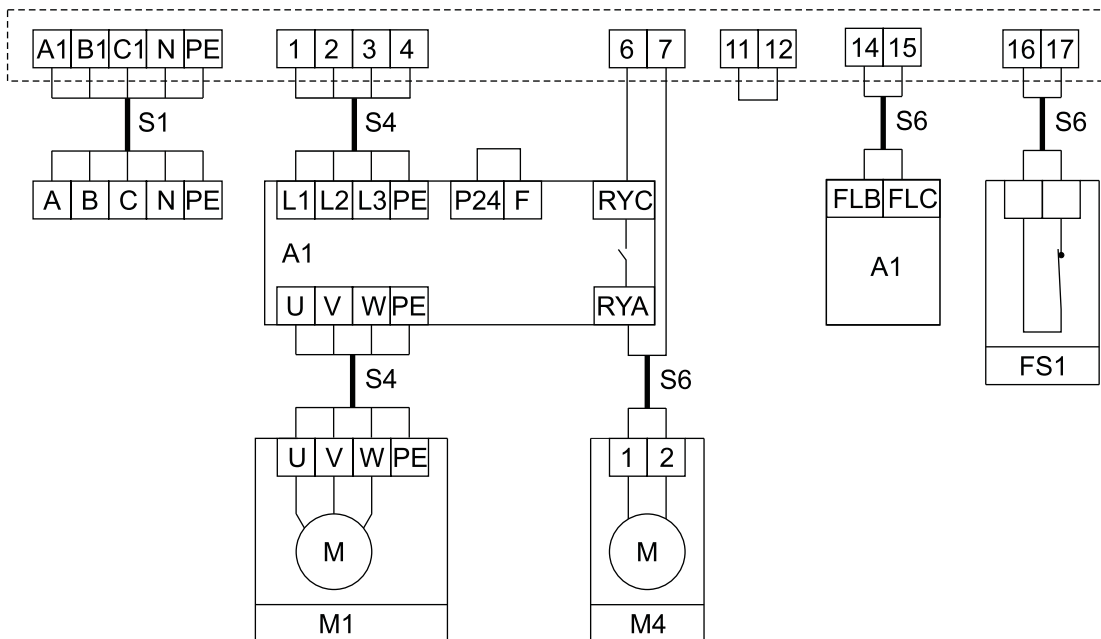 A1 B1 C1 N PE 1 2 3 4 6 7 11 12 14 15 16 17
S1 S4 S6 S6
A B C N PE L1 L2 L3 PE P24 F RYC FLB FLC
A1 A1
U V W PE RYA
FS1
S4 S6
U V W PE 1 2
M M
M1 M4